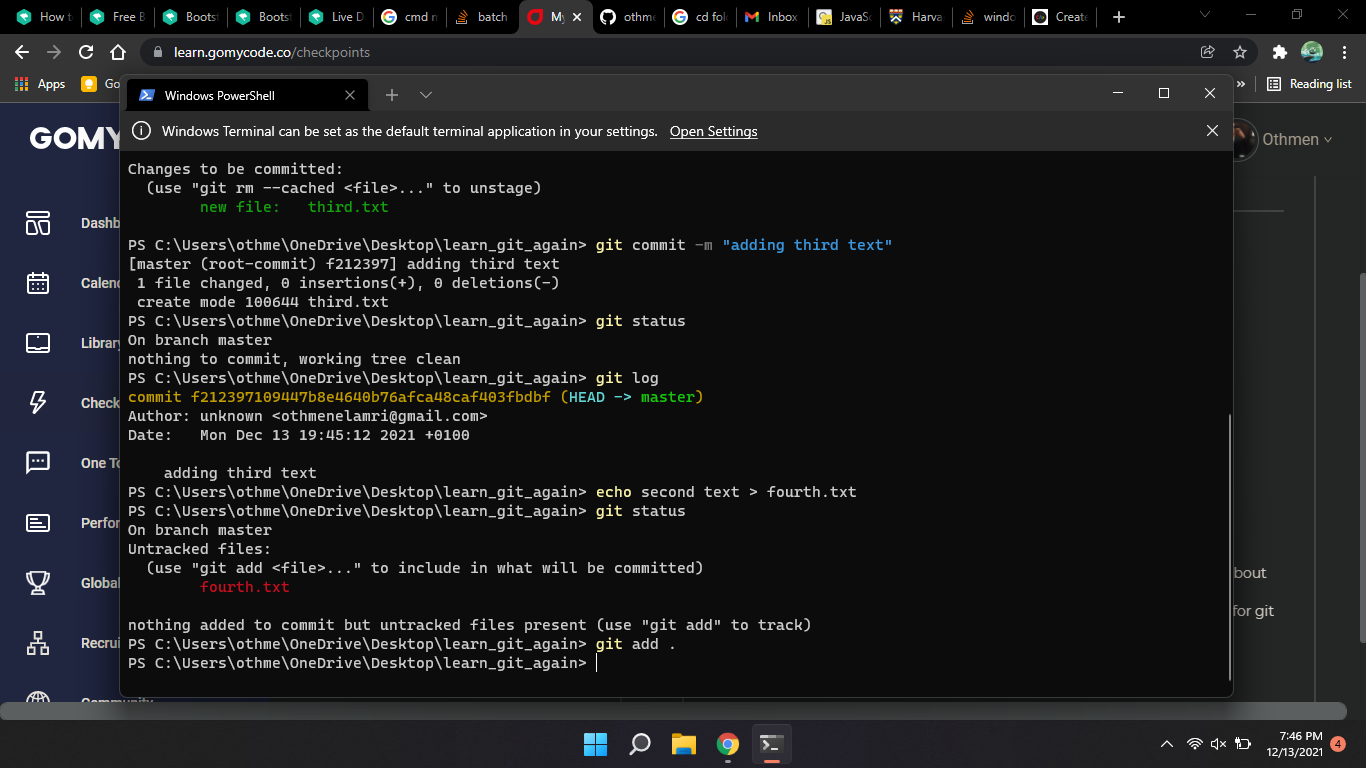 How to
Free B
Bootst
Bootst
Live D
cmd m
batch
My
othme
cd fol
Inbox
JavaSc
Harva
windo
Create
learn.gomycode.co/checkpoints
Apps
Go
Reading list
Windows PowerShell
Windows Terminal can be set as the default terminal application in your settings. Open Settings
GOMY
Othmen
Dashb
Calend
Library
Check
One To
Perfor
Global
Recrui
Community
Changes to be committed:
(use "git rm --cached <file>..." to unstage)
new file: third.txt
PS C:\Users\othme\OneDrive\Desktop\learn_git_again> git commit -m "adding third text"
[master (root-commit) f212397] adding third text
1 file changed, 0 insertions(+), 0 deletions(-)
create mode 100644 third.txt
PS C:\Users\othme\OneDrive\Desktop\learn_git_again> git status
On branch master
nothing to commit, working tree clean
PS C:\Users\othme\OneDrive\Desktop\learn_git_again> git log
commit f212397109447b8e4640b76afca48caf403fbdbf (HEAD -> master)
Author: unknown <othmenelamri@gmail.com>
Date: Mon Dec 13 19:45:12 2021 +0100
adding third text
PS C:\Users\othme\OneDrive\Desktop\learn_git_again> echo second text > fourth.txt
PS C:\Users\othme\OneDrive\Desktop\learn_git_again> git status
On branch master
Untracked files:
(use "git add <file>..." to include in what will be committed)
fourth.txt
nothing added to commit but untracked files present (use "git add" to track)
PS C:\Users\othme\OneDrive\Desktop\learn_git_again> git add .
PS C:\Users\othme\OneDrive\Desktop\learn_git_again>
bout
for git
7:46 PM
12/13/2021
4